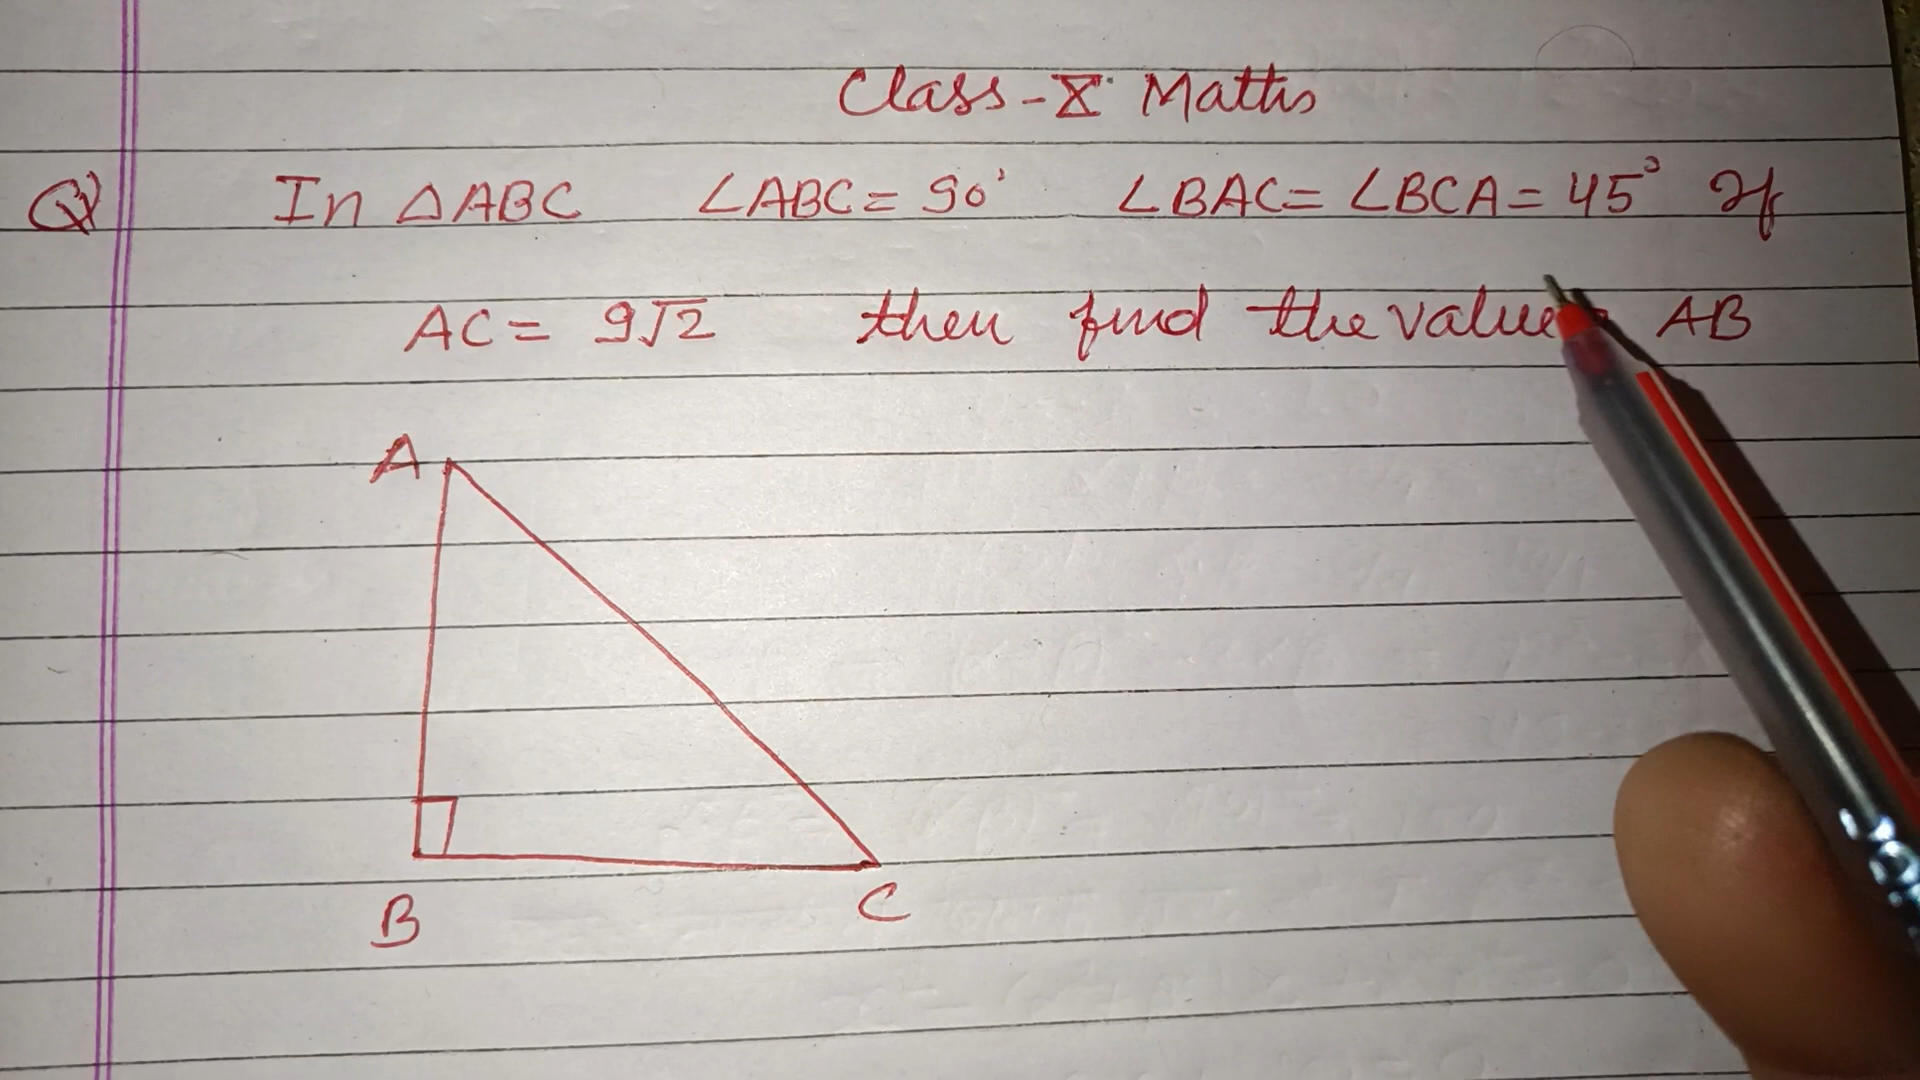 Class-X Maths
Q) In △ABC ∠ABC = 90° ∠BAC = ∠BCA = 45° If
AC = 9√2 then find the value AB
A
B C